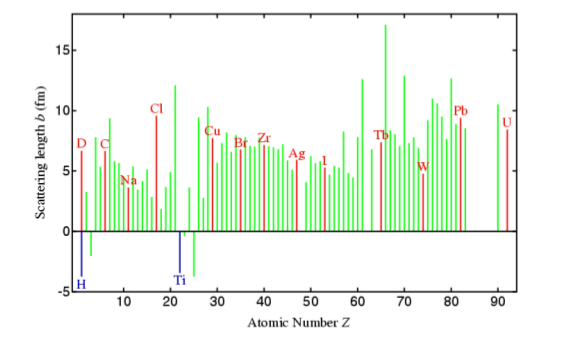 Scattering length b (fm)
15
10
5
0
-5
D
C
Na
Cl
Cu
Br
Zr
Ag
I
Tb
W
Pb
U
H
Ti
10 20 30 40 50 60 70 80 90
Atomic Number Z